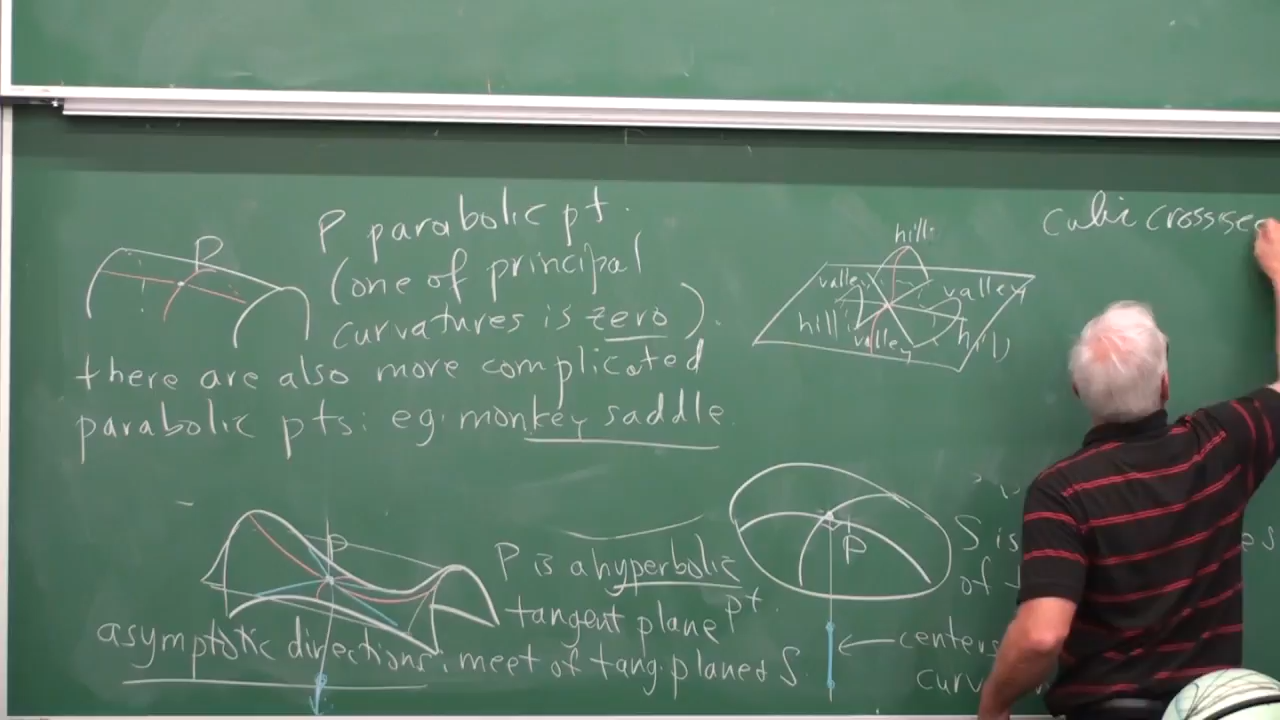 P parabolic pt.
(one of principal
curvatures is zero).
there are also more complicated
parabolic pts: eg. monkey saddle.
P
hill
valley
valley
hill
valley
hill
cubic cross
P
P is a hyperbolic
pt.
tangent plane
asymptotic directions: meet of tang. plane S
P
S is
of
centers
curv